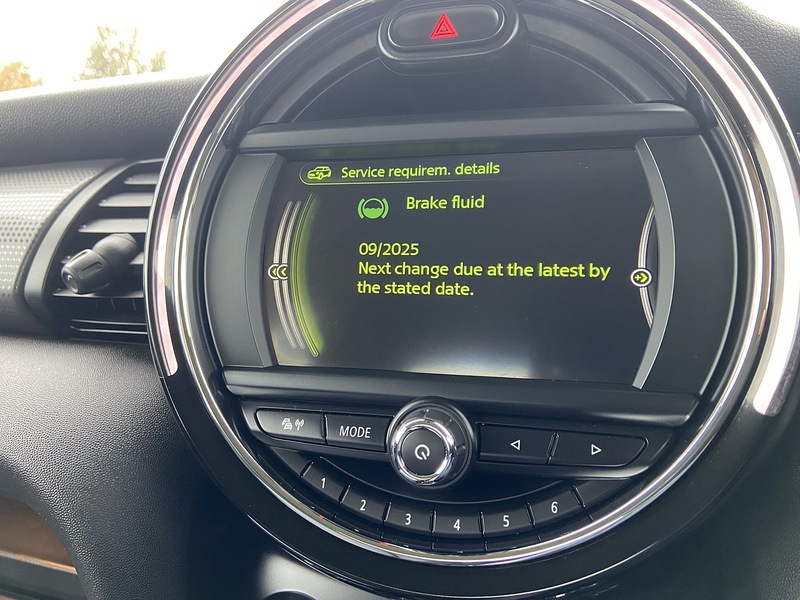 Service requirem. details
Brake fluid
09/2025
Next change due at the latest by
the stated date.
MODE
1
2
3
4
5
6